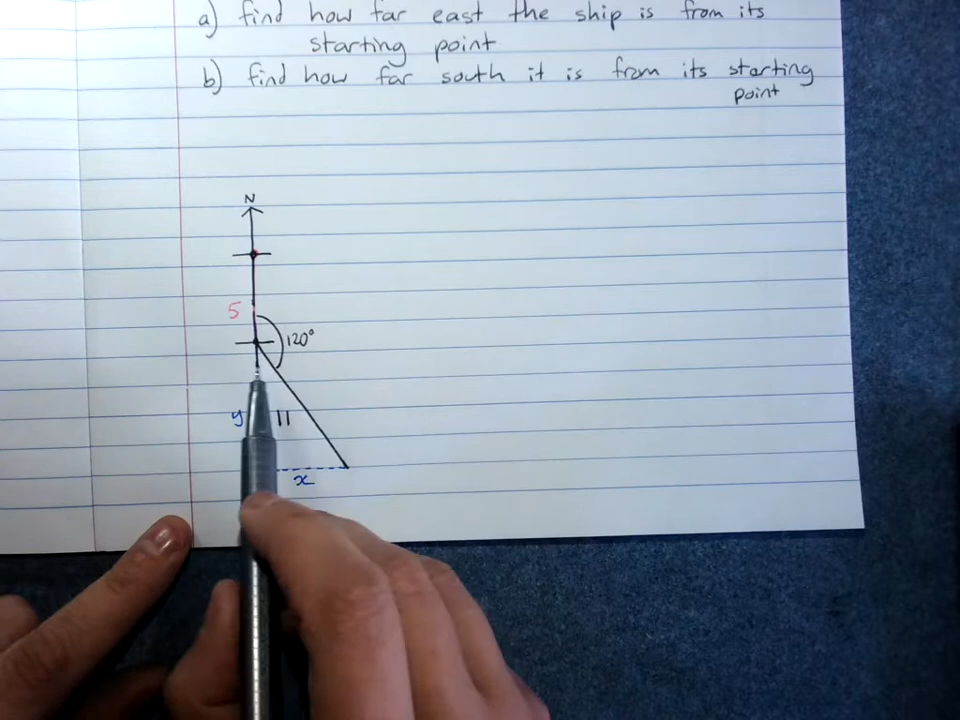 a) find how far east the ship is from its
starting point
b) find how far south it is from its starting
point
N
5
120°
y 11
x